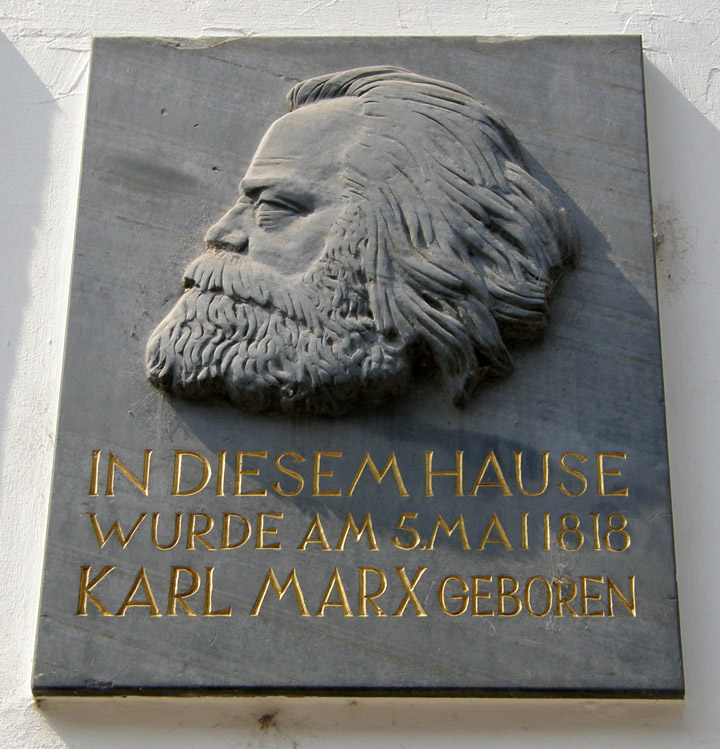 IN DIESEM HAUSE
WURDE AM 5.MAI 1818
KARL MARX GEBOREN